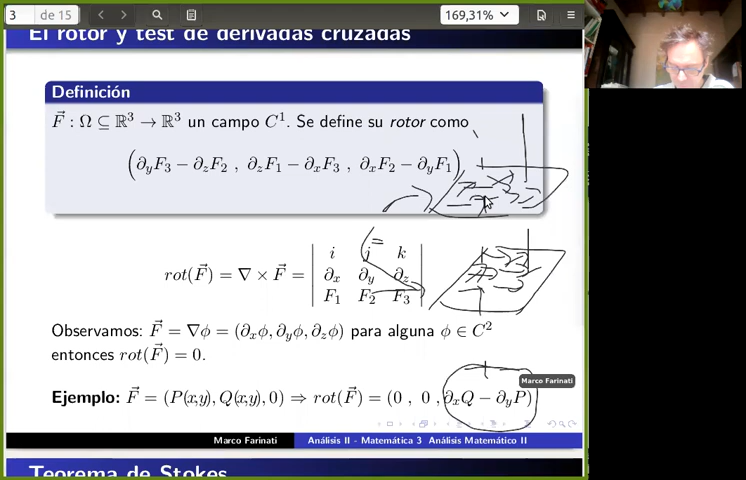 3 de 15 169,31%
El rotor y test de derivadas cruzadas
Definición
F⃗ : Ω ⊆ ℝ³ → ℝ³ un campo C¹. Se define su rotor como
(∂yF₃ − ∂zF₂ , ∂zF₁ − ∂xF₃ , ∂xF₂ − ∂yF₁)
i j k
rot(F⃗) = ∇ × F⃗ = | ∂x ∂y ∂z |
F₁ F₂ F₃
Observamos: F⃗ = ∇ϕ = (∂xϕ, ∂yϕ, ∂zϕ) para alguna ϕ ∈ C²
entonces rot(F⃗) = 0.
Marco Farinati
Ejemplo: F⃗ = (P(x,y), Q(x,y), 0) ⇒ rot(F⃗) = (0 , 0 , ∂xQ − ∂yP)
Marco Farinati Análisis II - Matemática 3 Análisis Matemático II
Teorema de Stokes